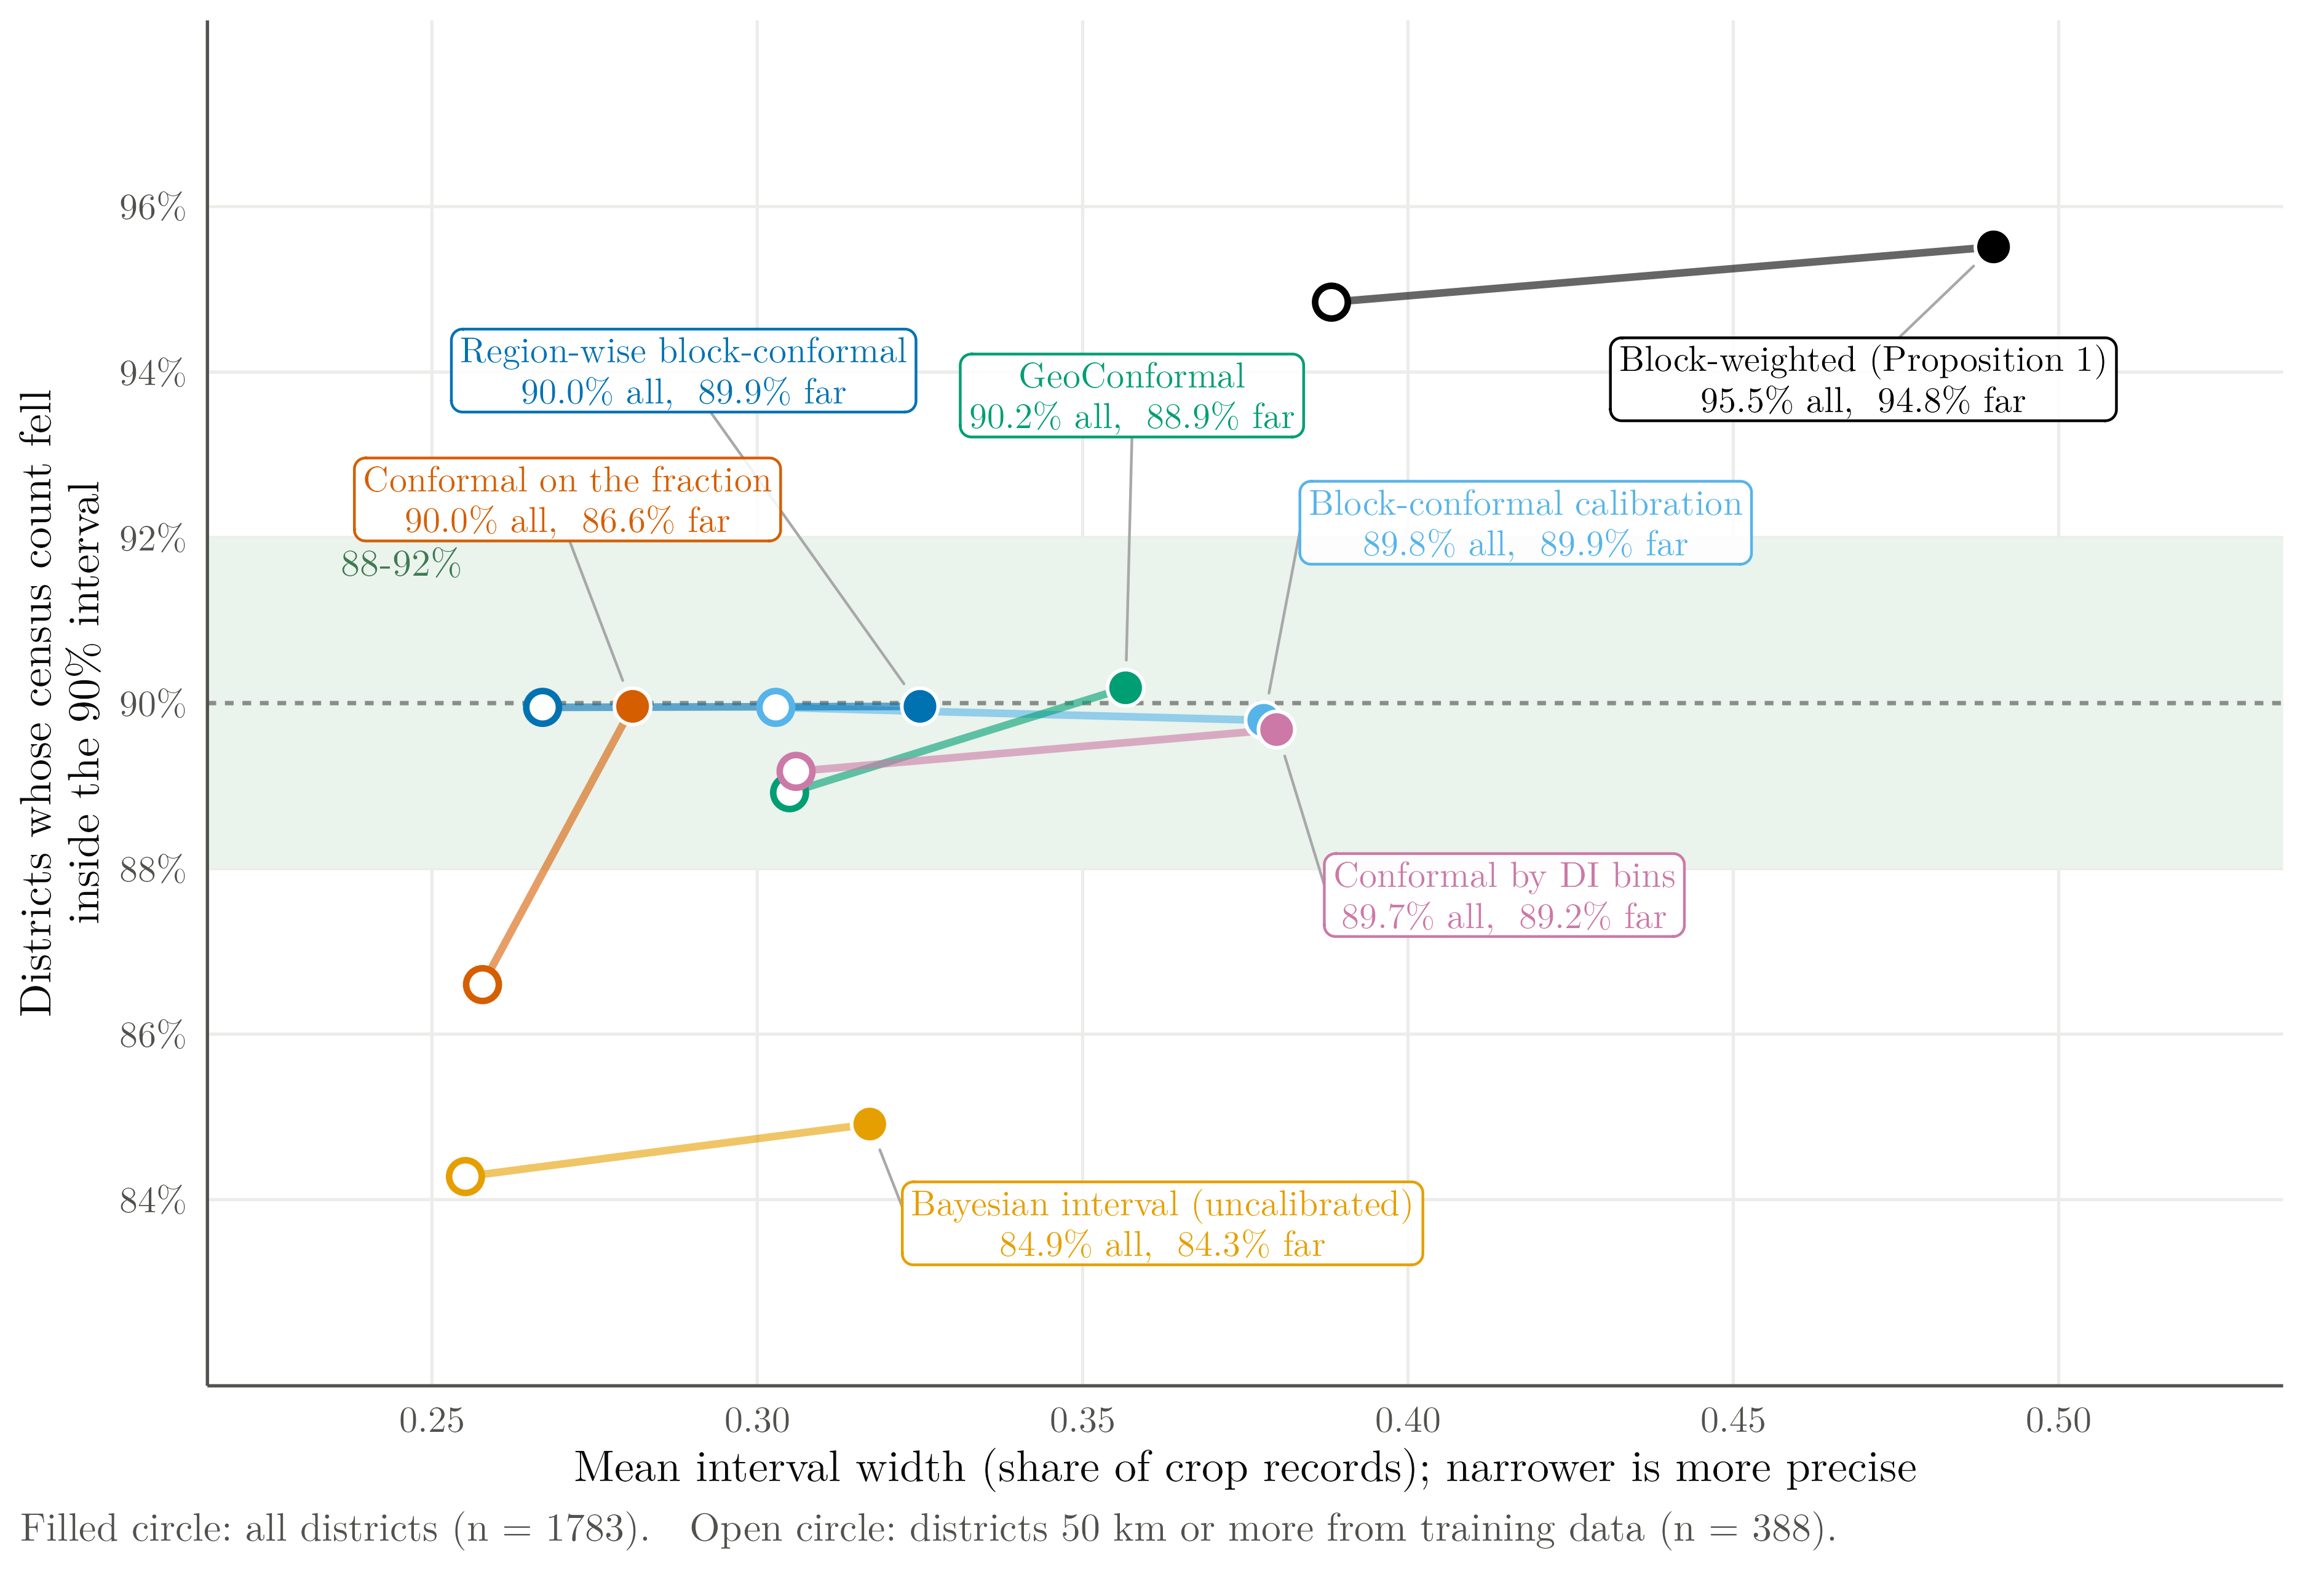 Districts whose census count fell
inside the 90% interval
96%
94%
92%
90%
88%
86%
84%
Region-wise block-conformal
90.0% all, 89.9% far
GeoConformal
90.2% all, 88.9% far
Block-weighted (Proposition 1)
95.5% all, 94.8% far
Conformal on the fraction
90.0% all, 86.6% far
Block-conformal calibration
89.8% all, 89.9% far
88-92%
Conformal by DI bins
89.7% all, 89.2% far
Bayesian interval (uncalibrated)
84.9% all, 84.3% far
0.25 0.30 0.35 0.40 0.45 0.50
Mean interval width (share of crop records); narrower is more precise
Filled circle: all districts (n = 1783). Open circle: districts 50 km or more from training data (n = 388).